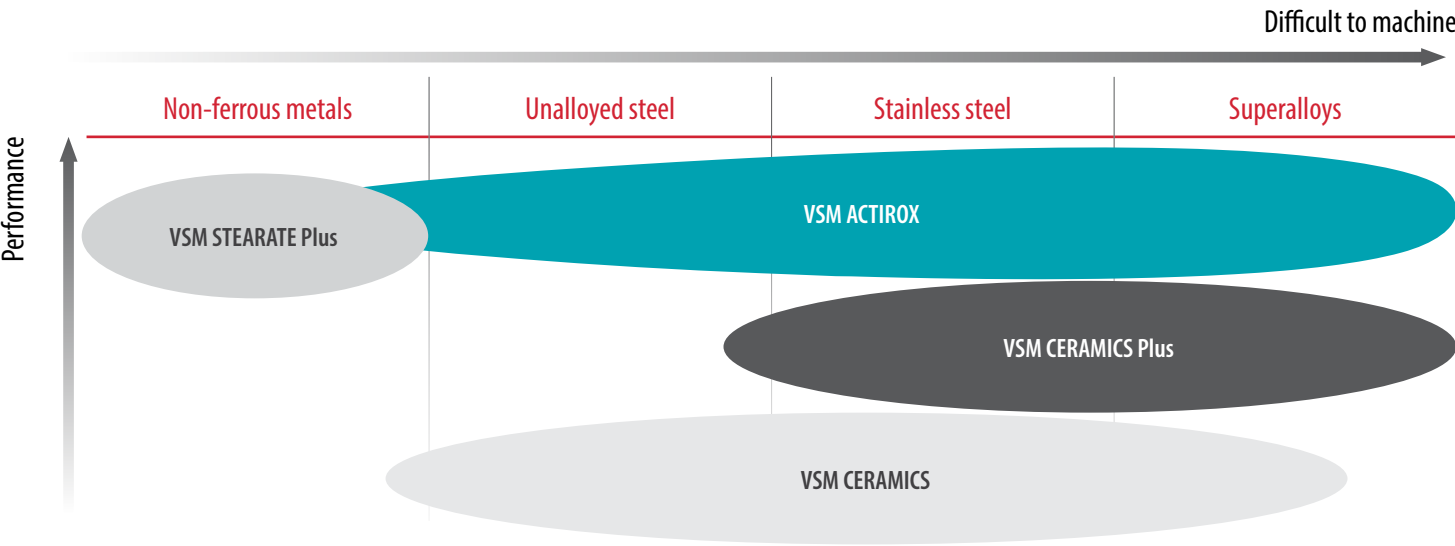 Difficult to machine
Non-ferrous metals
Unalloyed steel
Stainless steel
Superalloys
Performance
VSM ACTIROX
VSM STEARATE Plus
VSM CERAMICS Plus
VSM CERAMICS